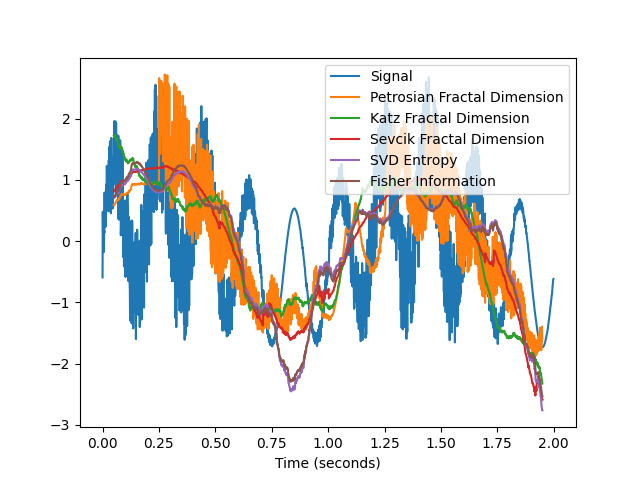 Signal
Petrosian Fractal Dimension
Katz Fractal Dimension
Sevcik Fractal Dimension
SVD Entropy
Fisher Information
2
1
0
−1
−2
−3
0.00 0.25 0.50 0.75 1.00 1.25 1.50 1.75 2.00
Time (seconds)